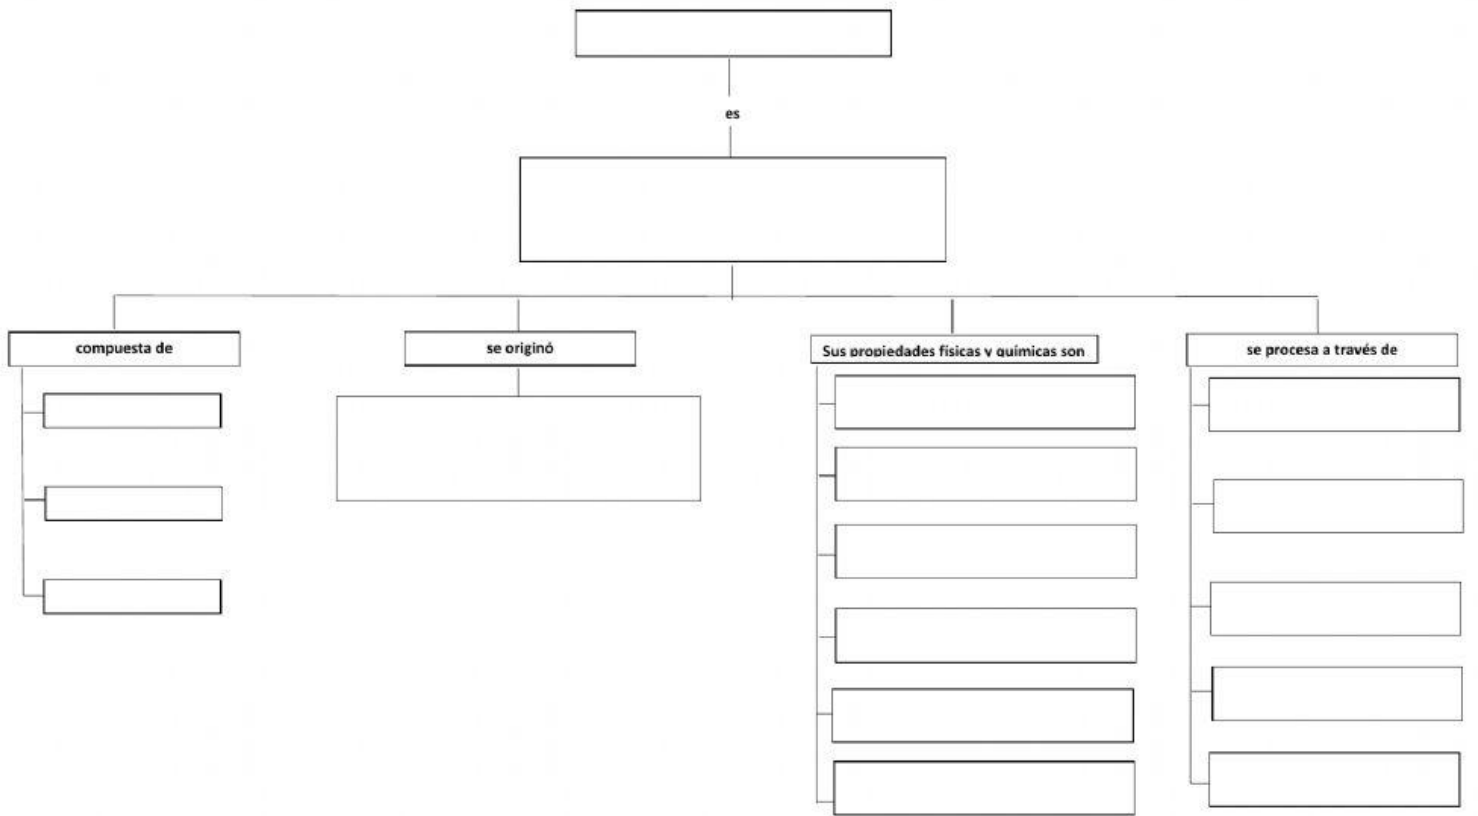 es
compuesta de
se originó
Sus propiedades físicas y químicas son
se procesa a través de